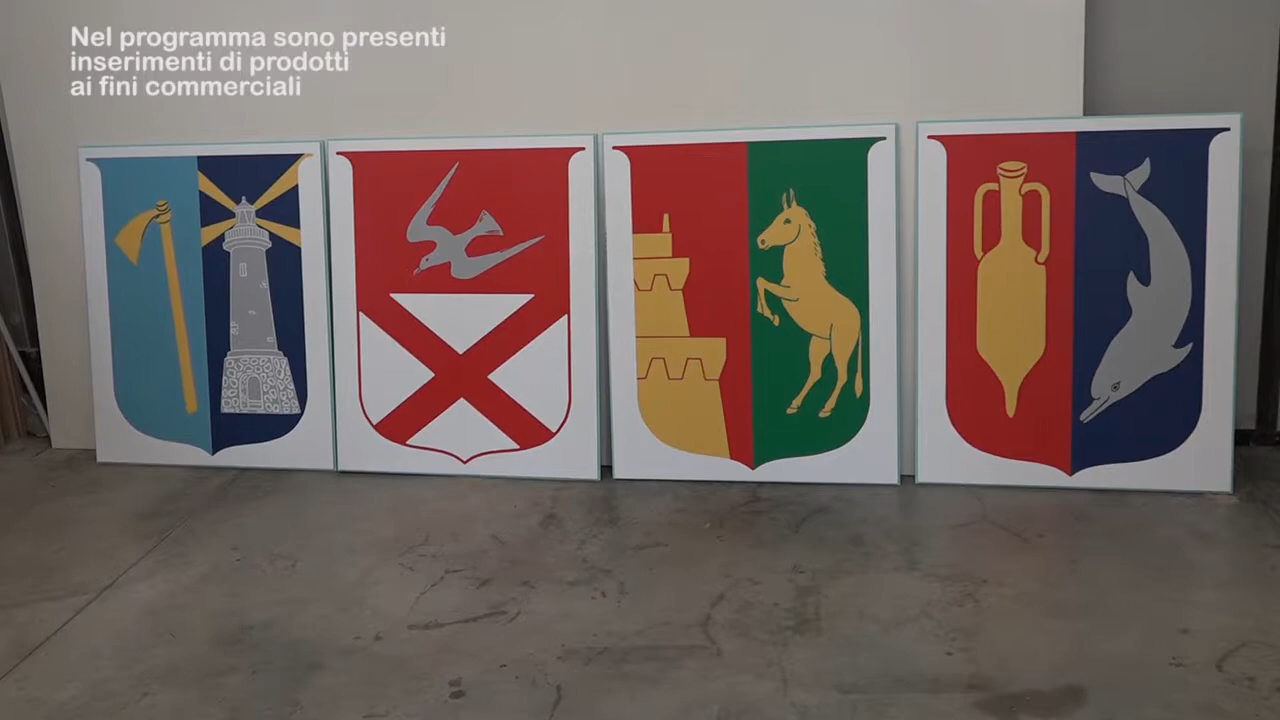 Nel programma sono presenti
inserimenti di prodotti
ai fini commerciali